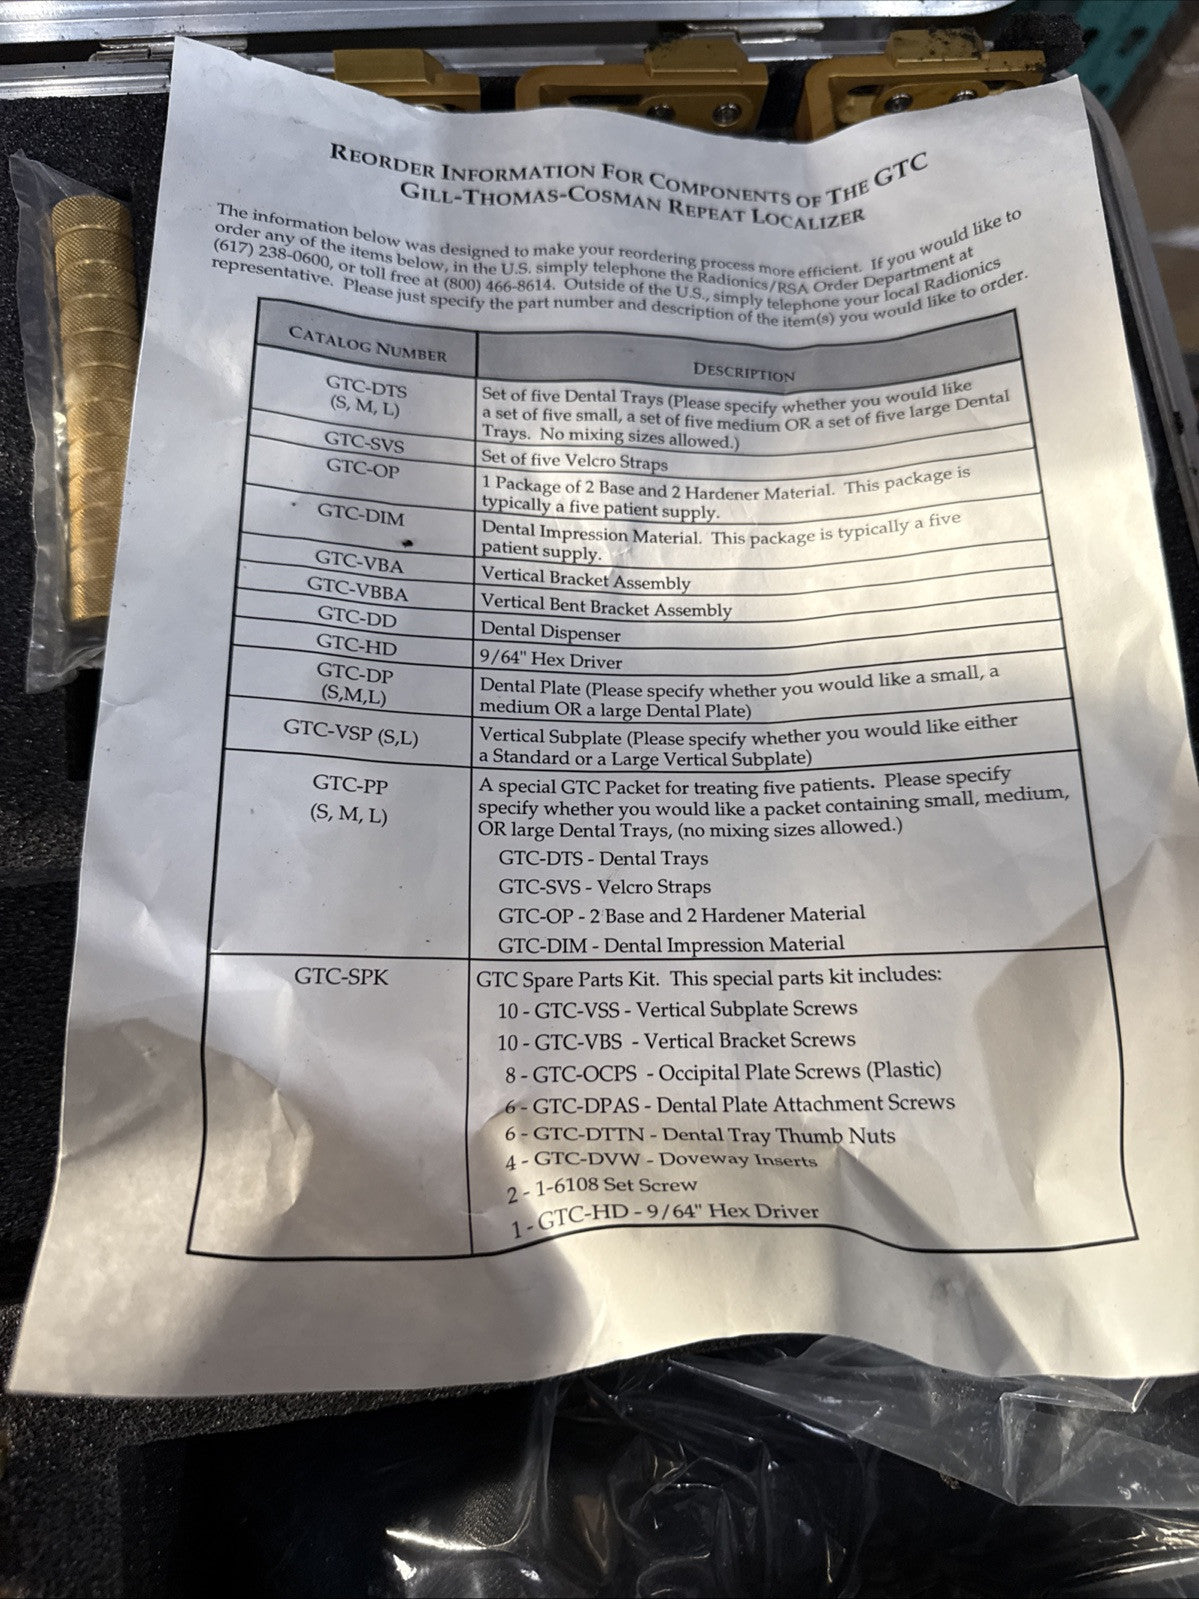 REORDER INFORMATION FOR COMPONENTS OF THE GTC
GILL-THOMAS-COSMAN REPEAT LOCALIZER
The information below was designed to make your reordering process more efficient. If you would like to
order any of the items below, in the U.S. simply telephone the Radionics/RSA Order Department at
(617) 238-0600, or toll free at (800) 466-8614. Outside of the U.S., simply telephone your local Radionics
representative. Please just specify the part number and description of the item(s) you would like to order.
CATALOG NUMBER
DESCRIPTION
GTC-DTS
(S, M, L)
Set of five Dental Trays (Please specify whether you would like
a set of five small, a set of five medium OR a set of five large Dental
Trays. No mixing sizes allowed.)
GTC-SVS
Set of five Velcro Straps
GTC-OP
1 Package of 2 Base and 2 Hardener Material. This package is
typically a five patient supply.
GTC-DIM
Dental Impression Material. This package is typically a five
patient supply.
GTC-VBA
Vertical Bracket Assembly
GTC-VBBA
Vertical Bent Bracket Assembly
GTC-DD
Dental Dispenser
GTC-HD
9/64" Hex Driver
GTC-DP
(S,M,L)
Dental Plate (Please specify whether you would like a small, a
medium OR a large Dental Plate)
GTC-VSP (S,L)
Vertical Subplate (Please specify whether you would like either
a Standard or a Large Vertical Subplate)
GTC-PP
(S, M, L)
A special GTC Packet for treating five patients. Please specify
specify whether you would like a packet containing small, medium,
OR large Dental Trays, (no mixing sizes allowed.)
GTC-DTS - Dental Trays
GTC-SVS - Velcro Straps
GTC-OP - 2 Base and 2 Hardener Material
GTC-DIM - Dental Impression Material
GTC-SPK
GTC Spare Parts Kit. This special parts kit includes:
10 - GTC-VSS - Vertical Subplate Screws
10 - GTC-VBS - Vertical Bracket Screws
8 - GTC-OCPS - Occipital Plate Screws (Plastic)
6 - GTC-DPAS - Dental Plate Attachment Screws
6 - GTC-DTTN - Dental Tray Thumb Nuts
4 - GTC-DVW - Doveway Inserts
2 - 1-6108 Set Screw
1 - GTC-HD - 9/64" Hex Driver